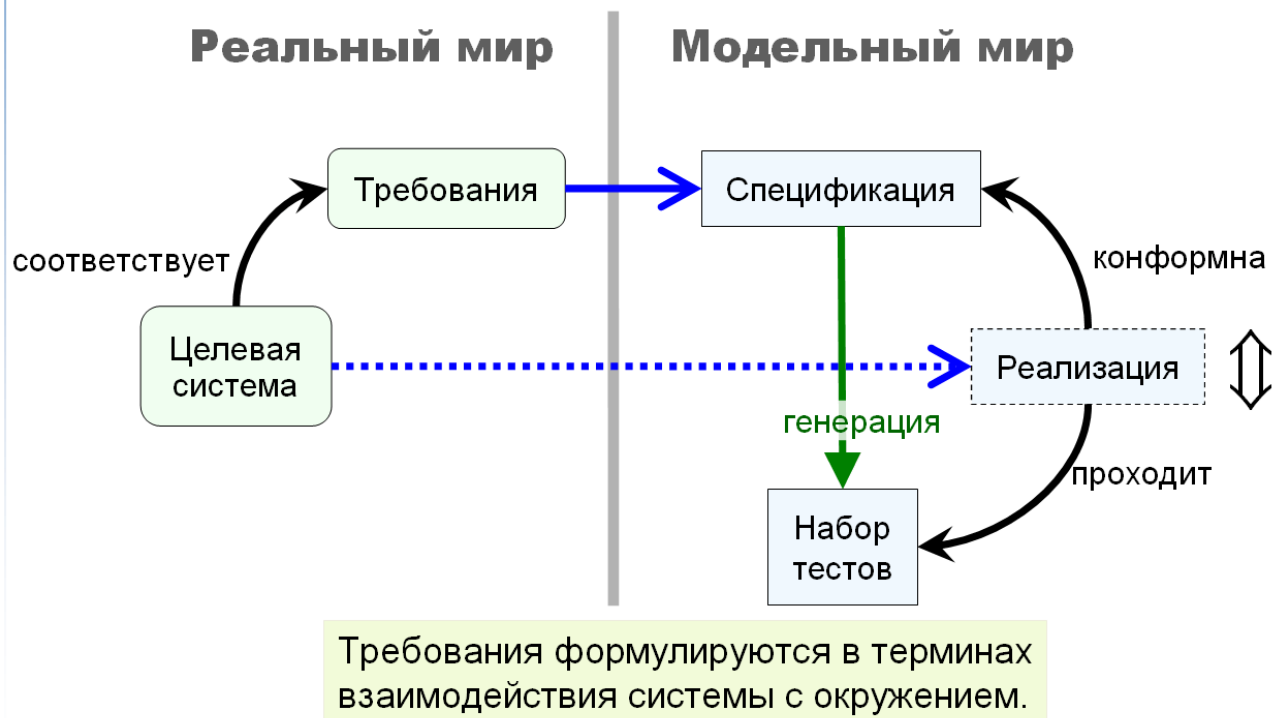 Реальный мир
Модельный мир
Требования
Спецификация
соответствует
конформна
Целевая
система
Реализация
генерация
проходит
Набор
тестов
Требования формулируются в терминах
взаимодействия системы с окружением.